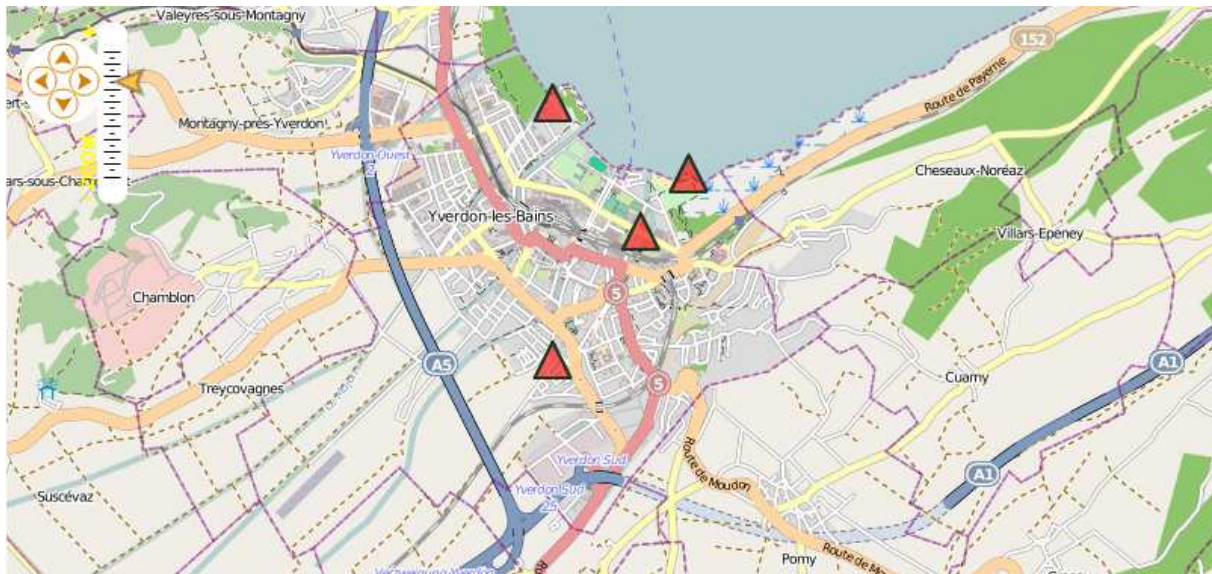 Valeyres-sous-Montagny
152
Route de Payerne
Montagny-près-Yverdon
Yverdon-Ouest
2
Cheseaux-Noréaz
Yverdon-les-Bains
Villars-Epeney
Chamblon
5
A5
A1
Treycovagnes
5
Cuarny
Route de Moudon
Yverdon Sud
A1
Suscévaz
Yverdon Sud
25
Pomy